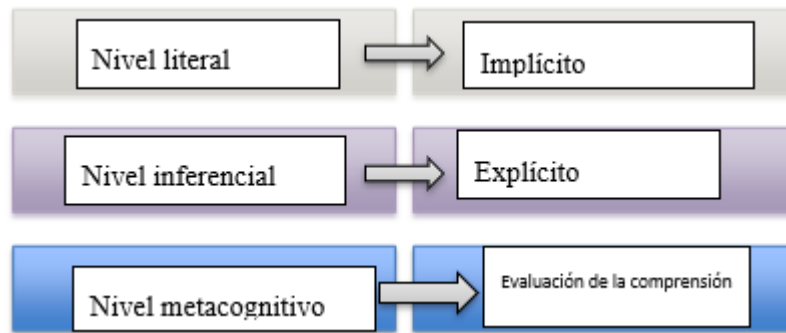 Nivel literal
Implícito
Nivel inferencial
Explícito
Nivel metacognitivo
Evaluación de la comprensión